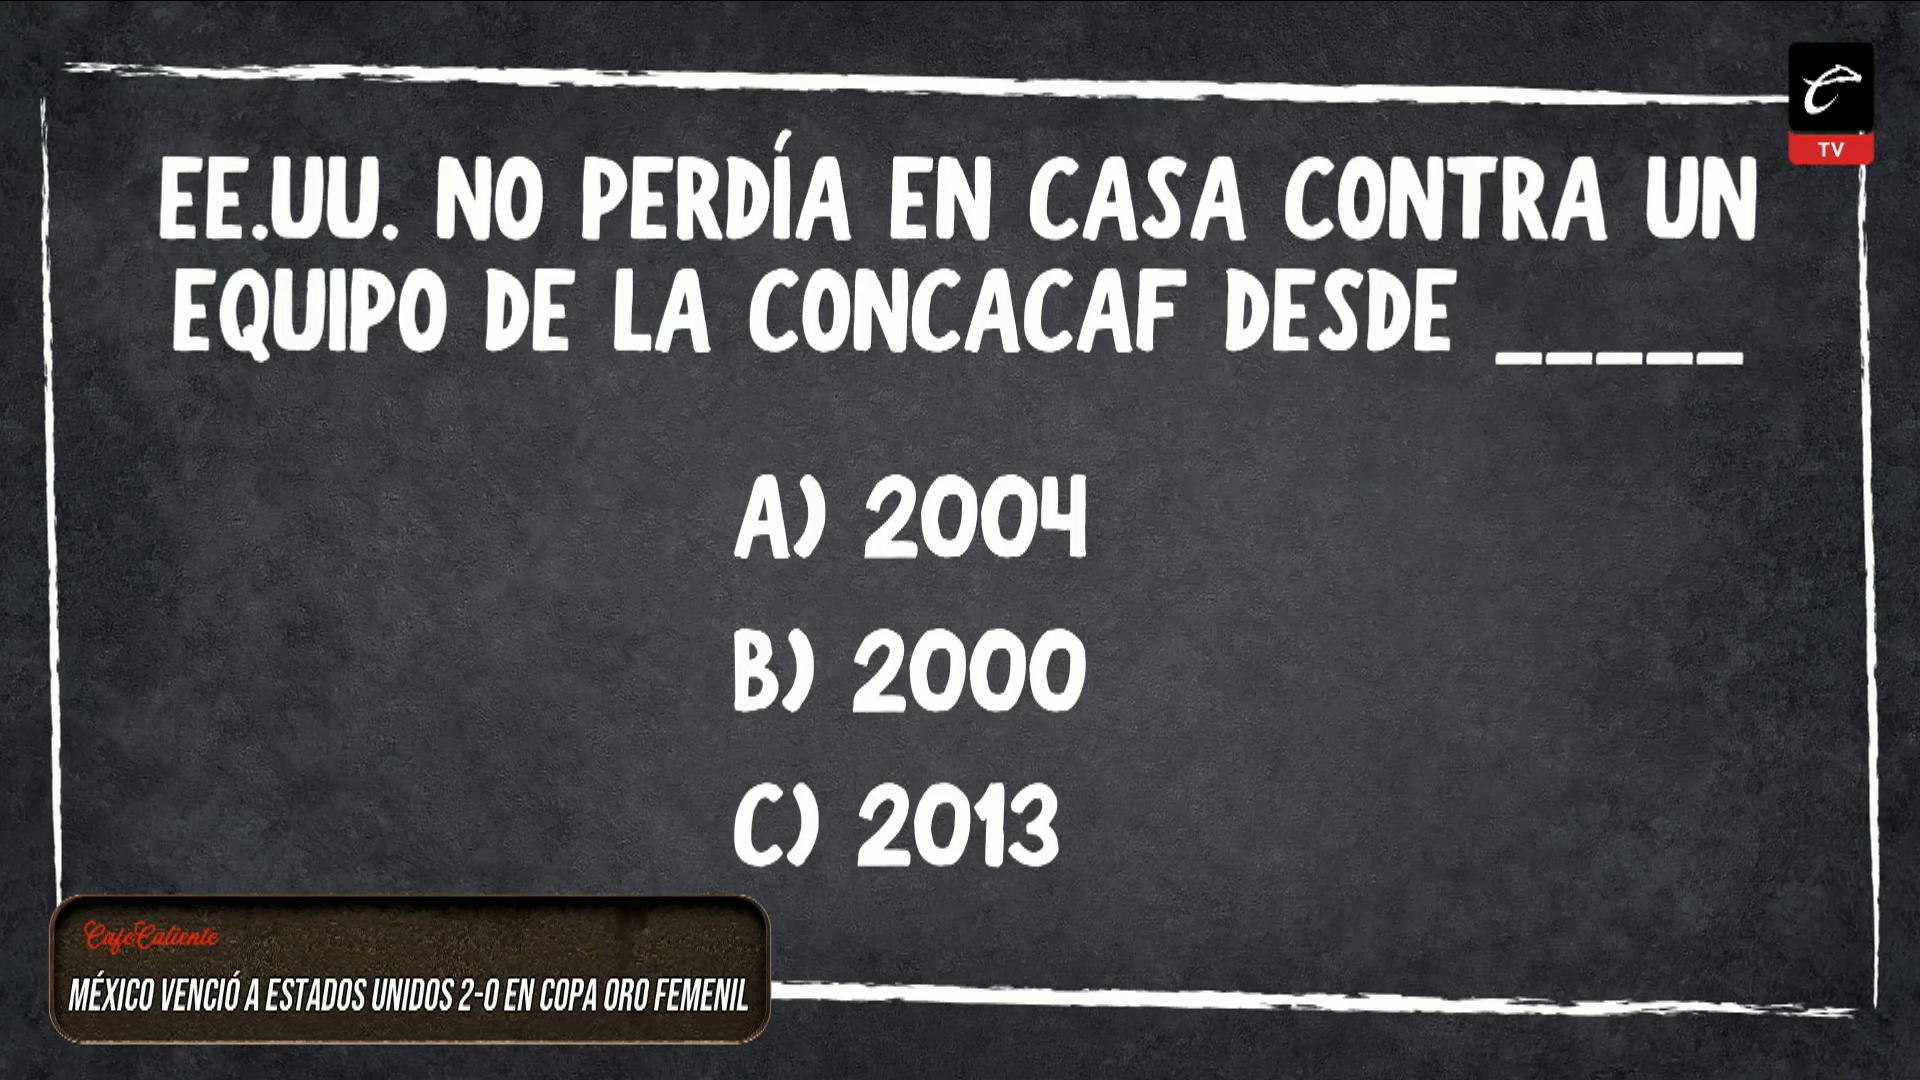 TV
EE.UU. NO PERDÍA EN CASA CONTRA UN
EQUIPO DE LA CONCACAF DESDE _____
A) 2004
B) 2000
C) 2013
CafeCaliente
MÉXICO VENCIÓ A ESTADOS UNIDOS 2-0 EN COPA ORO FEMENIL